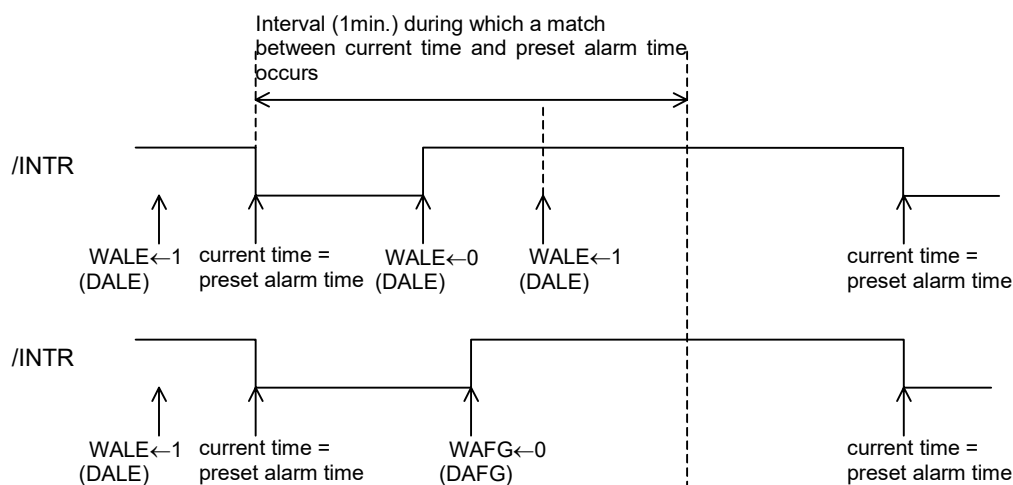 Interval (1min.) during which a match
between current time and preset alarm time
occurs
/INTR
WALE←1 current time = WALE←0 WALE←1 current time =
(DALE) preset alarm time (DALE) (DALE) preset alarm time
/INTR
WALE←1 current time = WAFG←0 current time =
(DALE) preset alarm time (DAFG) preset alarm time